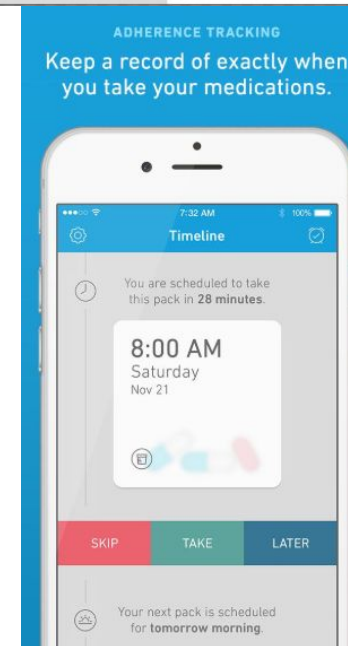 ADHERENCE TRACKING
Keep a record of exactly when
you take your medications.
7:32 AM
100%
Timeline
You are scheduled to take
this pack in 28 minutes.
8:00 AM
Saturday
Nov 21
SKIP
TAKE
LATER
Your next pack is scheduled
for tomorrow morning.